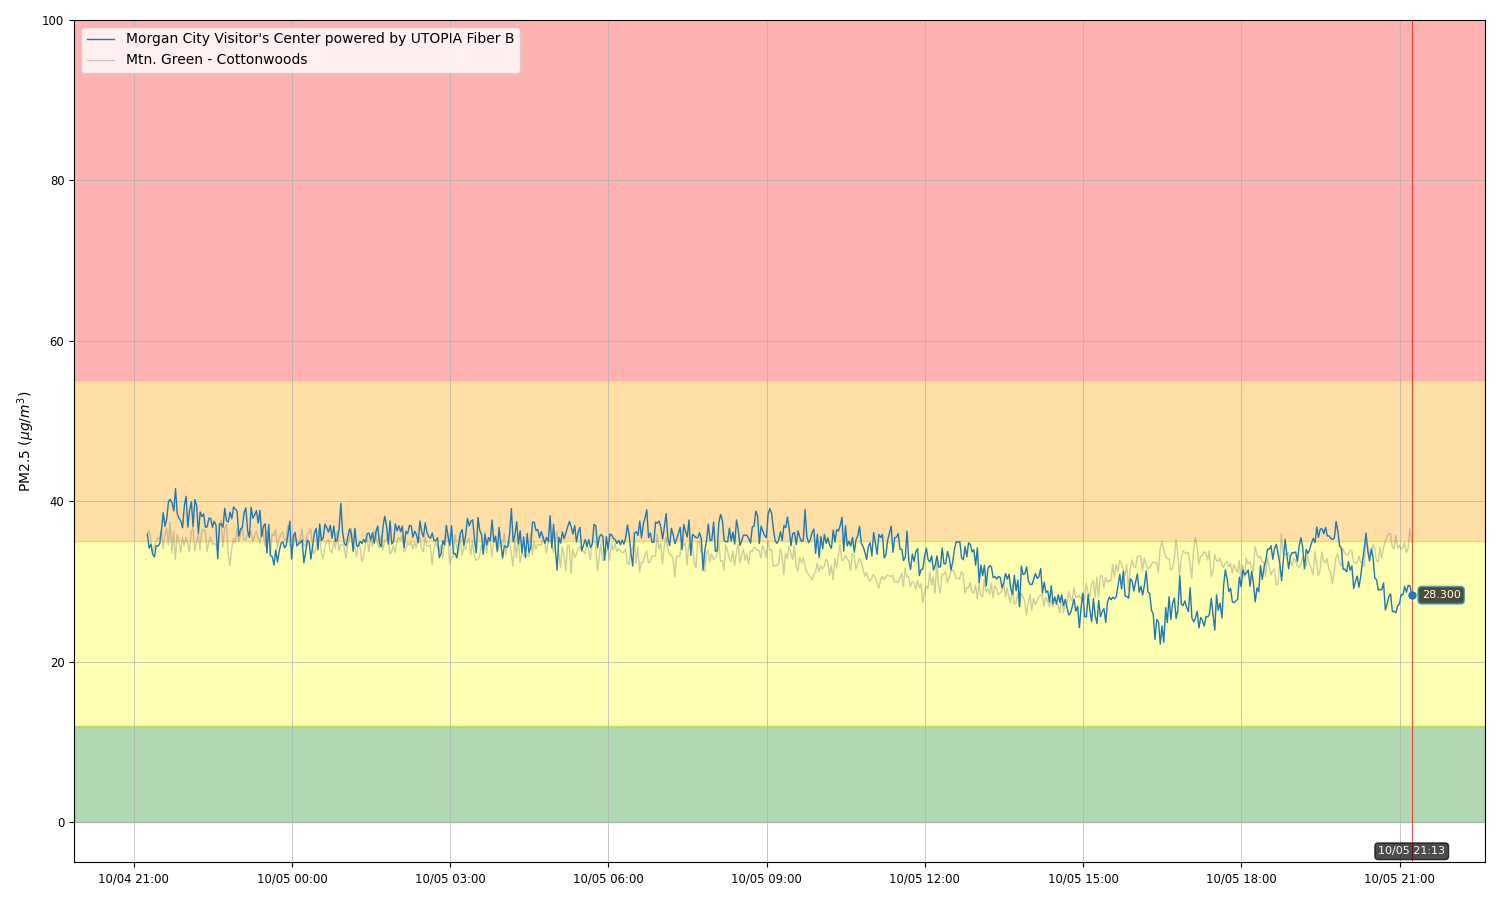 100
Morgan City Visitor's Center powered by UTOPIA Fiber B
Mtn. Green - Cottonwoods
80
60
PM2.5 (μg/m³)
40
28.300
20
0
10/05 21:13
10/04 21:00 10/05 00:00 10/05 03:00 10/05 06:00 10/05 09:00 10/05 12:00 10/05 15:00 10/05 18:00 10/05 21:00